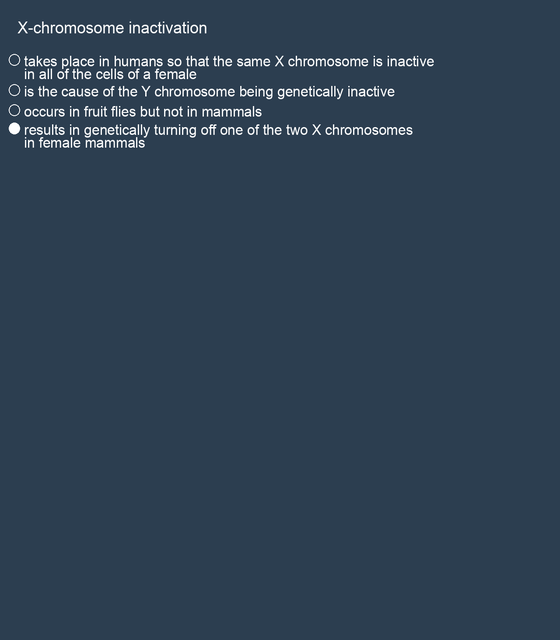 X-chromosome inactivation
takes place in humans so that the same X chromosome is inactive
in all of the cells of a female
is the cause of the Y chromosome being genetically inactive
occurs in fruit flies but not in mammals
results in genetically turning off one of the two X chromosomes
in female mammals